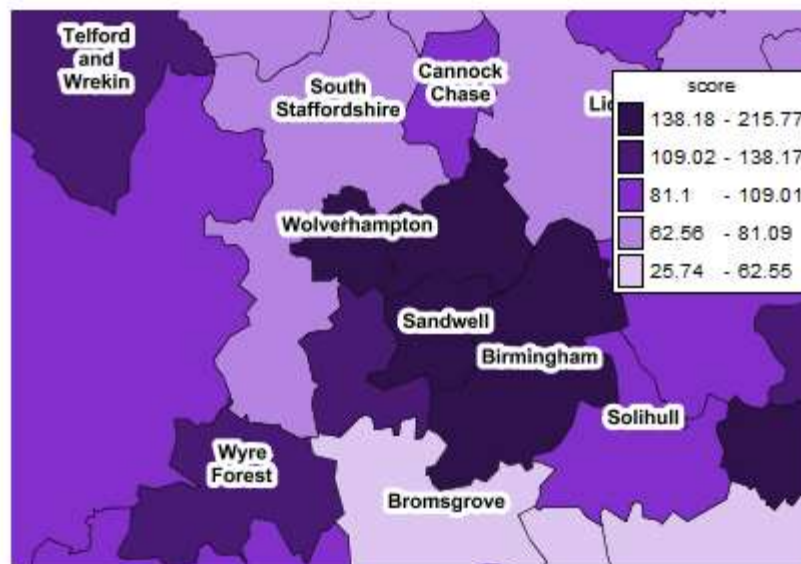 Telford
and
Wrekin
South
Staffordshire
Cannock
Chase
score
138.18 - 215.77
109.02 - 138.17
81.1 - 109.01
62.56 - 81.09
25.74 - 62.55
Wolverhampton
Sandwell
Birmingham
Solihull
Wyre
Forest
Bromsgrove